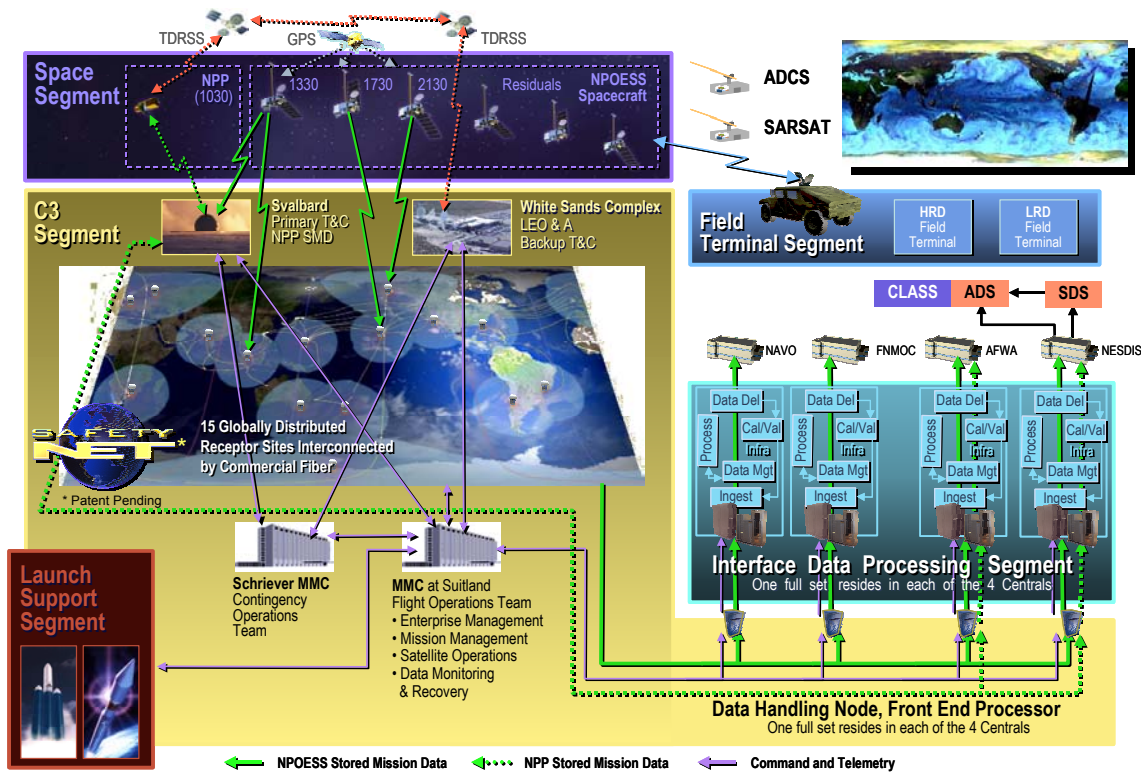 TDRSS
GPS
TDRSS
Space
Segment
NPP
(1030)
1330
1730
2130
Residuals
NPOESS
Spacecraft
ADCS
SARSAT
C3
Segment
Svalbard
Primary T&C
NPP SMD
White Sands Complex
LEO & A
Backup T&C
Field
Terminal Segment
HRD
Field
Terminal
LRD
Field
Terminal
CLASS
ADS
SDS
NAVO
FNMOC
AFWA
NESDIS
15 Globally Distributed
Receptor Sites Interconnected
by Commercial Fiber
SAFETY
NET*
* Patent Pending
Data Del
Cal/Val
Infra
Process
Data Mgt
Ingest
Data Del
Cal/Val
Infra
Process
Data Mgt
Ingest
Data Del
Cal/Val
Infra
Process
Data Mgt
Ingest
Data Del
Cal/Val
Infra
Process
Data Mgt
Ingest
Interface Data Processing Segment
One full set resides in each of the 4 Centrals
Schriever MMC
Contingency
Operations
Team
MMC at Suitland
Flight Operations Team
• Enterprise Management
• Mission Management
• Satellite Operations
• Data Monitoring
& Recovery
Launch
Support
Segment
Data Handling Node, Front End Processor
One full set resides in each of the 4 Centrals
NPOESS Stored Mission Data
NPP Stored Mission Data
Command and Telemetry